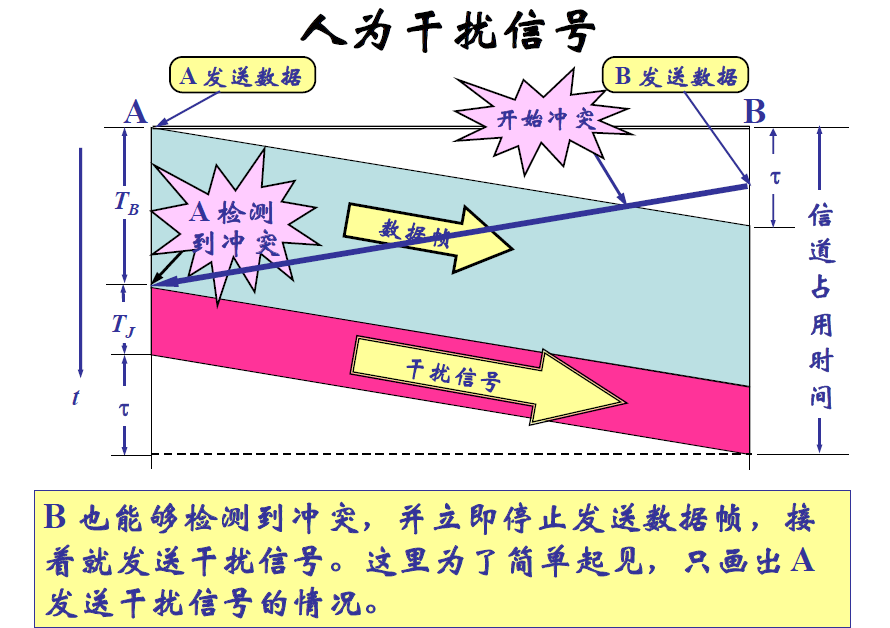 人为干扰信号
A 发送数据
B 发送数据
A
B
开始冲突
τ
T_B
A 检测
到冲突
数据帧
信道占用时间
T_J
干扰信号
t
τ
B 也能够检测到冲突，并立即停止发送数据帧，接
着就发送干扰信号。这里为了简单起见，只画出 A
发送干扰信号的情况。